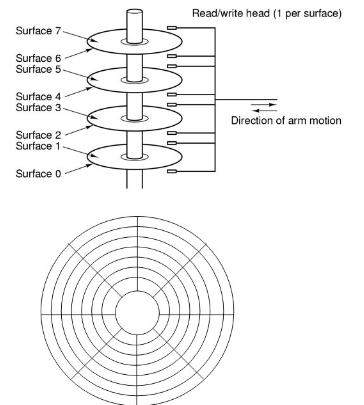 Read/write head (1 per surface)
Surface 7
Surface 6
Surface 5
Surface 4
Surface 3
Direction of arm motion
Surface 2
Surface 1
Surface 0